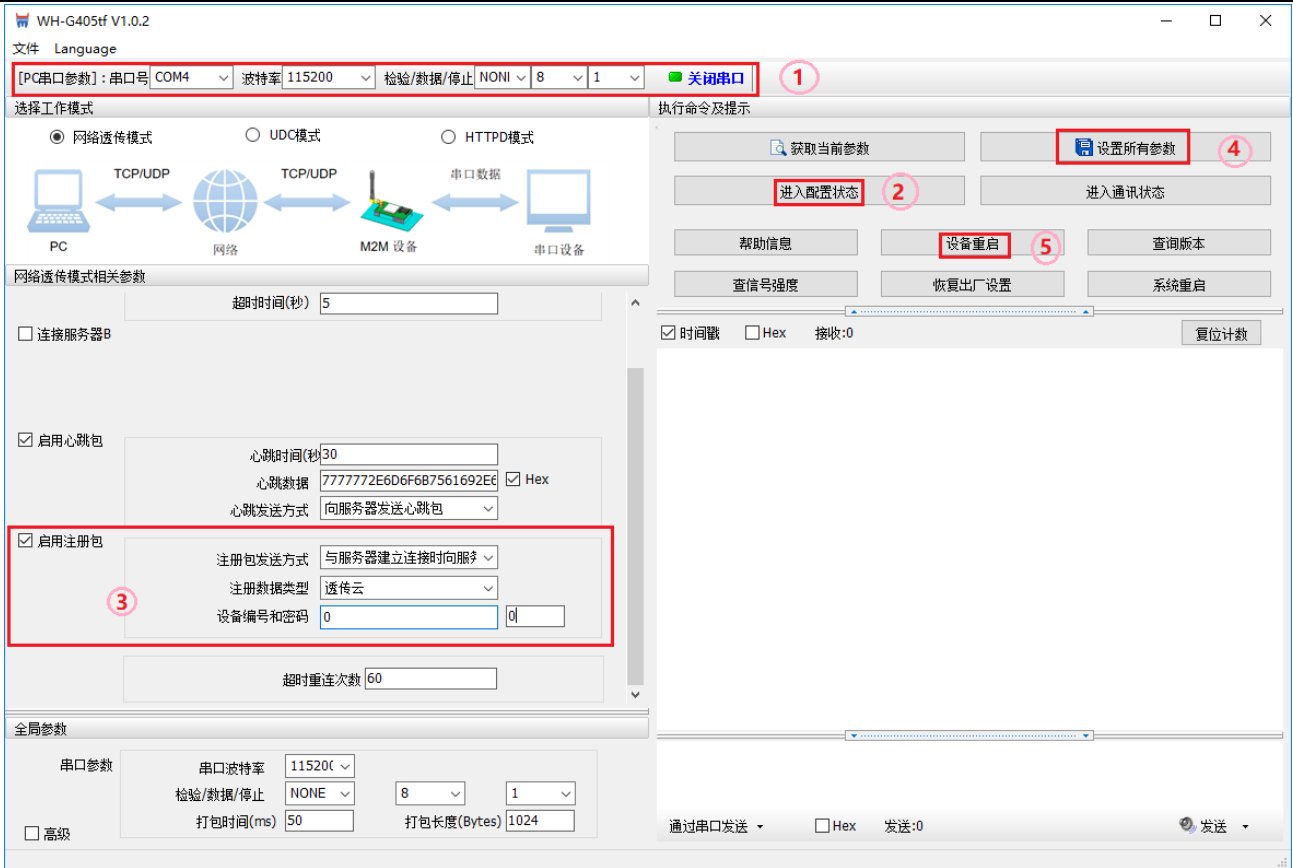 WH-G405tf V1.0.2
文件 Language
[PC串口参数]:串口号 COM4 波特率 115200 检验/数据/停止 NONI 8 1 关闭串口 ①
选择工作模式
网络透传模式 UDC模式 HTTPD模式
TCP/UDP TCP/UDP 串口数据
PC 网络 M2M 设备 串口设备
网络透传模式相关参数
超时时间(秒) 5
连接服务器B
启用心跳包
心跳时间(秒 30
心跳数据 7777772E6D6F6B7561692E6 Hex
心跳发送方式 向服务器发送心跳包
启用注册包
注册包发送方式 与服务器建立连接时向服务
注册数据类型 透传云
③
设备编号和密码 0 0
超时重连次数 60
全局参数
串口参数 串口波特率 115200
检验/数据/停止 NONE 8 1
打包时间(ms) 50 打包长度(Bytes) 1024
高级
执行命令及提示
获取当前参数 设置所有参数 ④
进入配置状态 ② 进入通讯状态
帮助信息 设备重启 ⑤ 查询版本
查信号强度 恢复出厂设置 系统重启
时间戳 Hex 接收:0 复位计数
通过串口发送 Hex 发送:0 发送